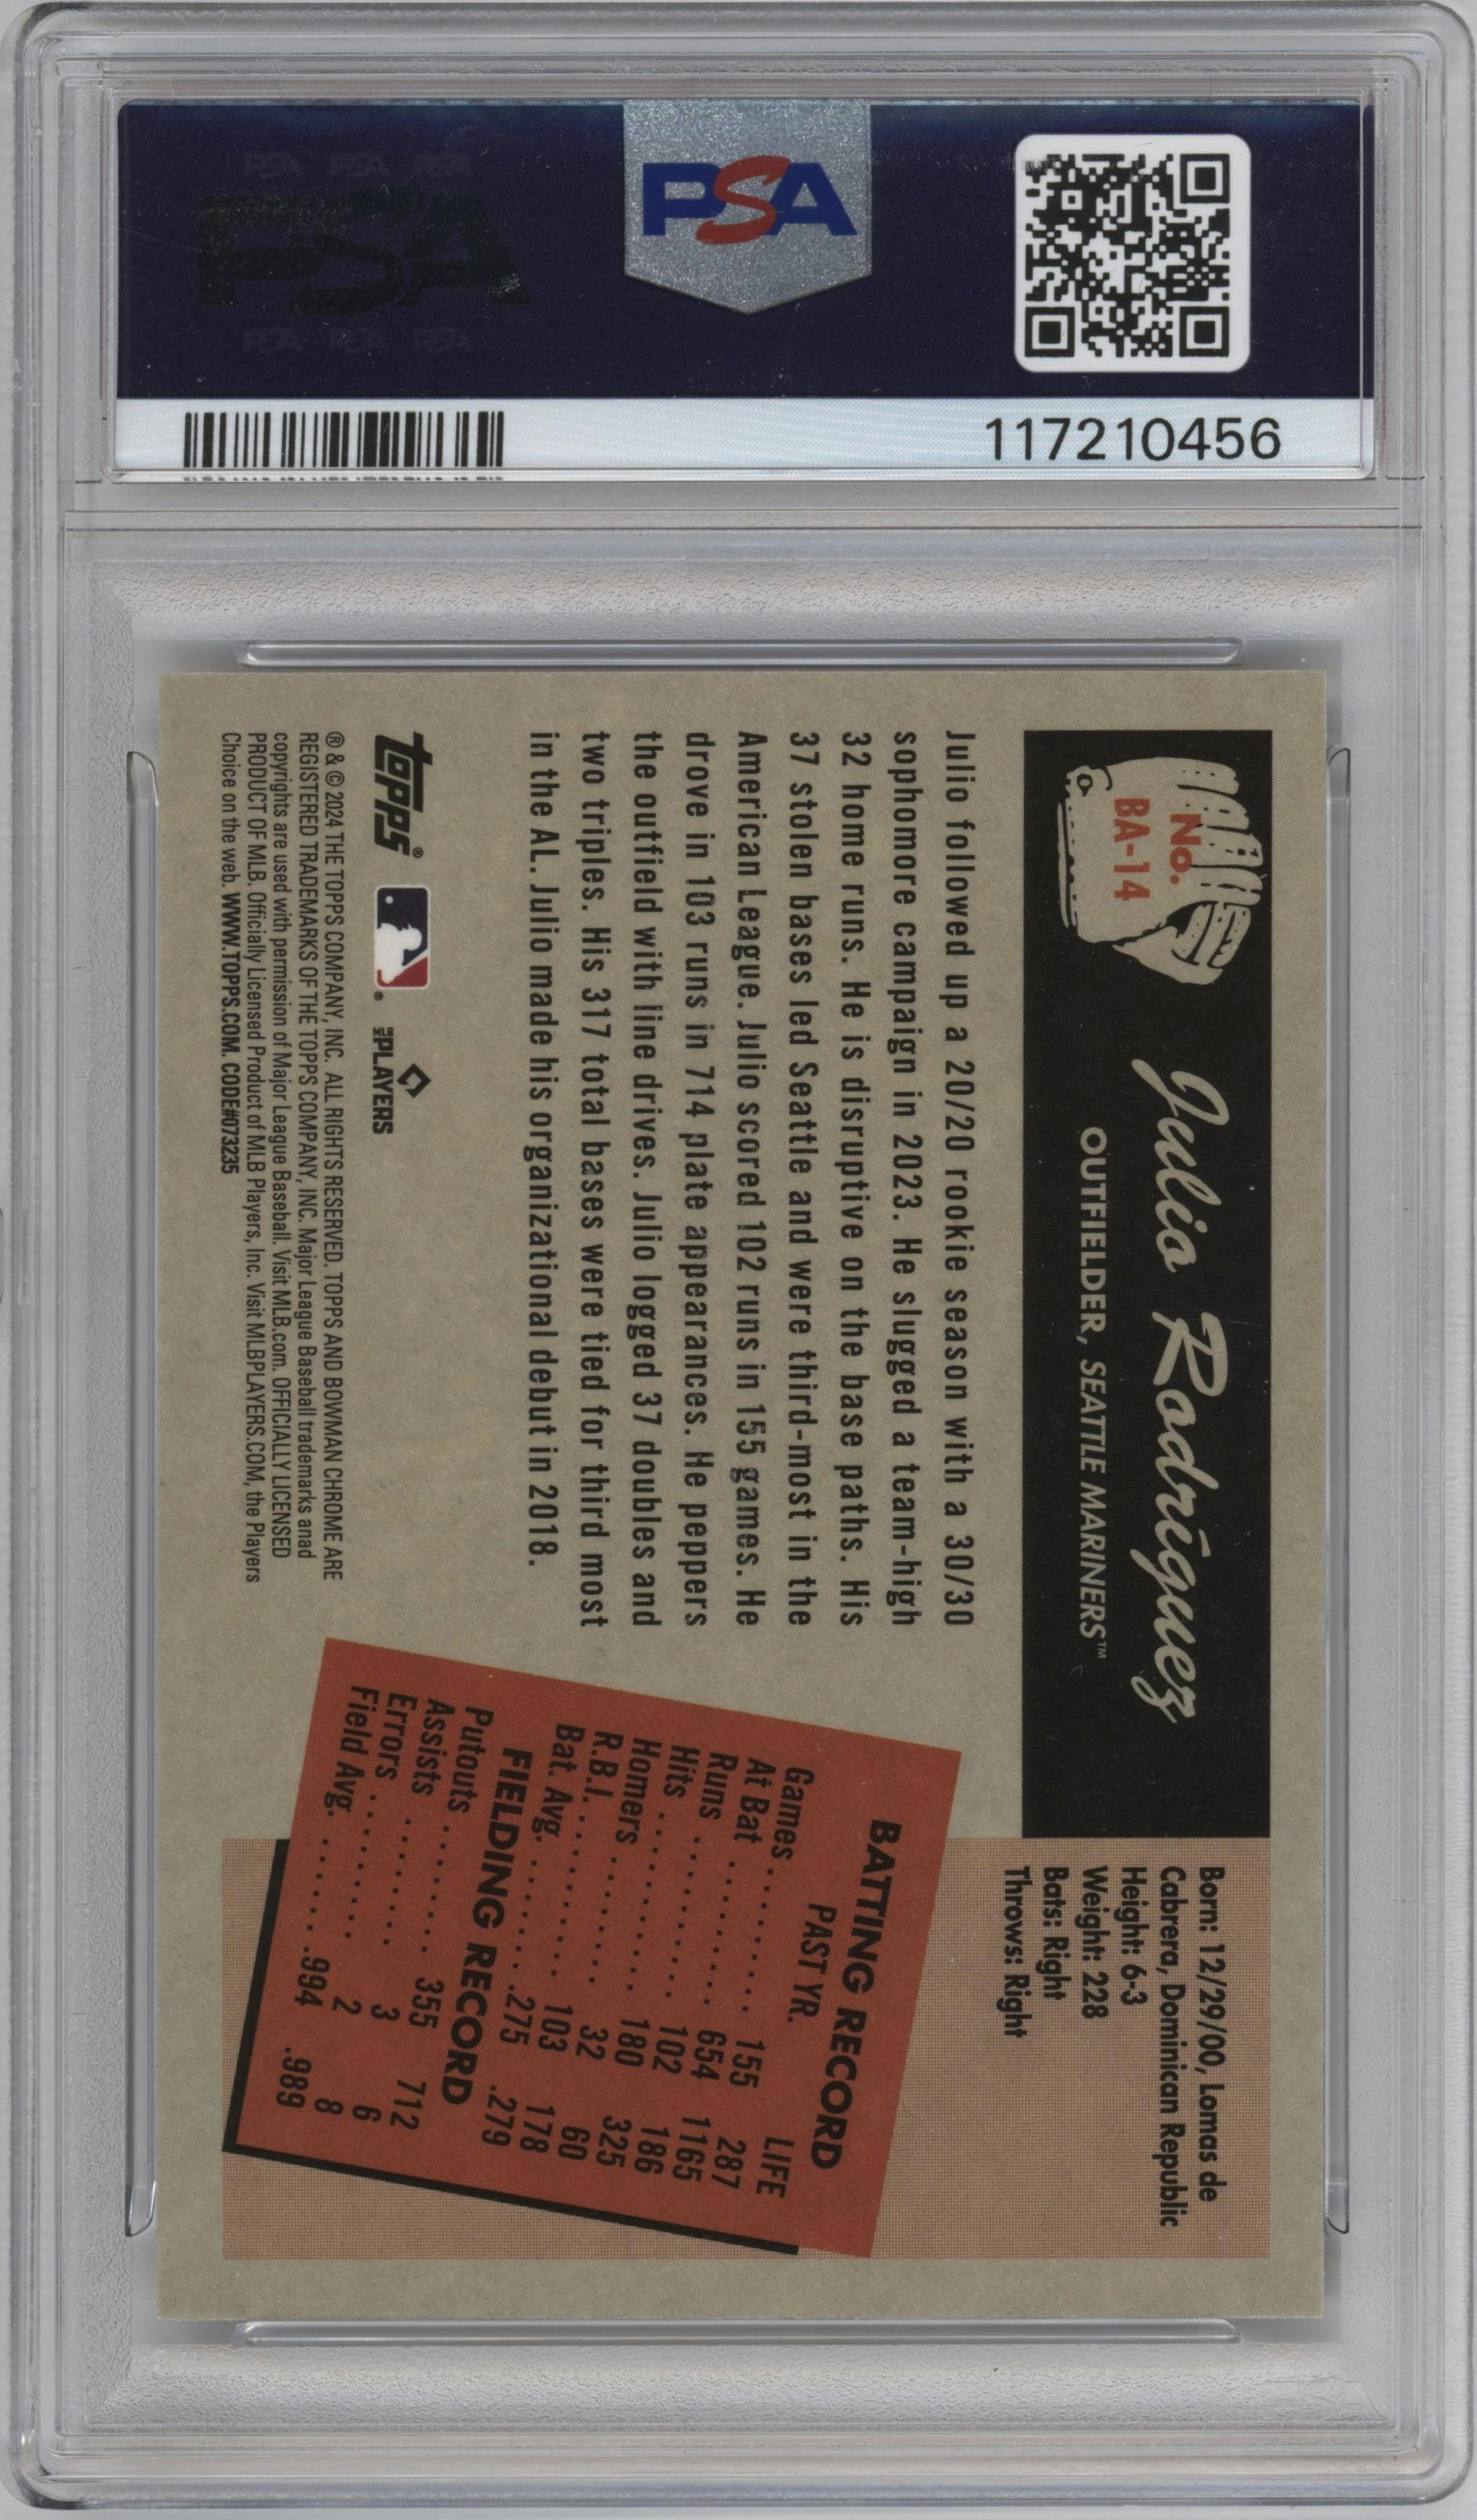 PSA
PSA PSA PSA
PSA
PSA PSA PSA
117210456
No.
BA-14
Julio Rodríguez
OUTFIELDER, SEATTLE MARINERS™
Born: 12/29/00, Lomas de
Cabrera, Dominican Republic
Height: 6-3
Weight: 228
Bats: Right
Throws: Right
Julio followed up a 20/20 rookie season with a 30/30
sophomore campaign in 2023. He slugged a team-high
32 home runs. He is disruptive on the base paths. His
37 stolen bases led Seattle and were third-most in the
American League. Julio scored 102 runs in 155 games. He
drove in 103 runs in 714 plate appearances. He peppers
the outfield with line drives. Julio logged 37 doubles and
two triples. His 317 total bases were tied for third most
in the AL. Julio made his organizational debut in 2018.
BATTING RECORD
PAST YR. LIFE
Games . . . . . . . . . 155 287
At Bat . . . . . . . . . 654 1165
Runs . . . . . . . . . . 102 186
Hits . . . . . . . . . . . 180 325
Homers . . . . . . . . . 32 60
R.B.I. . . . . . . . . . . 103 178
Bat. Avg. . . . . . . . .275 .279
FIELDING RECORD
Putouts . . . . . . . . 355 712
Assists . . . . . . . . . 3 6
Errors . . . . . . . . . . 2 8
Field Avg. . . . . . . . .994 .989
topps® ® MLB PLAYERS
® & © 2024 THE TOPPS COMPANY, INC. ALL RIGHTS RESERVED. TOPPS AND BOWMAN CHROME ARE
REGISTERED TRADEMARKS OF THE TOPPS COMPANY, INC. Major League Baseball trademarks anad
copyrights are used with permission of Major League Baseball. Visit MLB.com. OFFICIALLY LICENSED
PRODUCT OF MLB. Officially Licensed Product of MLB Players, Inc. Visit MLBPLAYERS.COM, the Players
Choice on the web. WWW.TOPPS.COM. CODE#073235